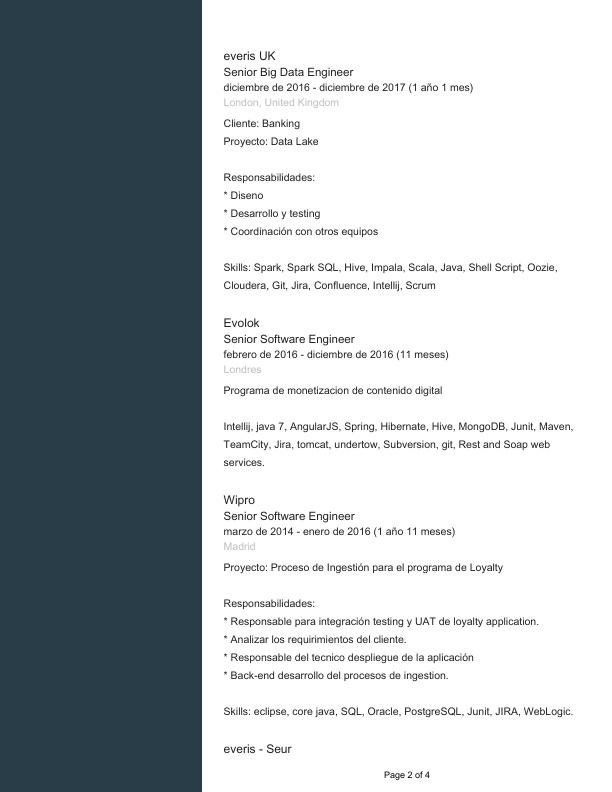 everis UK
Senior Big Data Engineer
diciembre de 2016 - diciembre de 2017 (1 año 1 mes)
London, United Kingdom
Cliente: Banking
Proyecto: Data Lake
Responsabilidades:
* Diseno
* Desarrollo y testing
* Coordinación con otros equipos
Skills: Spark, Spark SQL, Hive, Impala, Scala, Java, Shell Script, Oozie,
Cloudera, Git, Jira, Confluence, Intellij, Scrum
Evolok
Senior Software Engineer
febrero de 2016 - diciembre de 2016 (11 meses)
Londres
Programa de monetizacion de contenido digital
Intellij, java 7, AngularJS, Spring, Hibernate, Hive, MongoDB, Junit, Maven,
TeamCity, Jira, tomcat, undertow, Subversion, git, Rest and Soap web
services.
Wipro
Senior Software Engineer
marzo de 2014 - enero de 2016 (1 año 11 meses)
Madrid
Proyecto: Proceso de Ingestión para el programa de Loyalty
Responsabilidades:
* Responsable para integración testing y UAT de loyalty application.
* Analizar los requirimientos del cliente.
* Responsable del tecnico despliegue de la aplicación
* Back-end desarrollo del procesos de ingestion.
Skills: eclipse, core java, SQL, Oracle, PostgreSQL, Junit, JIRA, WebLogic.
everis - Seur
Page 2 of 4